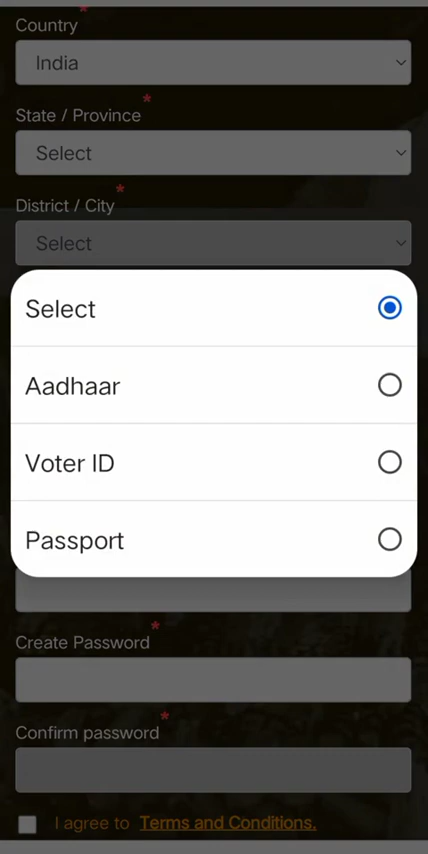 Country *
India
State / Province *
Select
District / City *
Select
Select
Aadhaar
Voter ID
Passport
Create Password *
Confirm password *
I agree to Terms and Conditions.